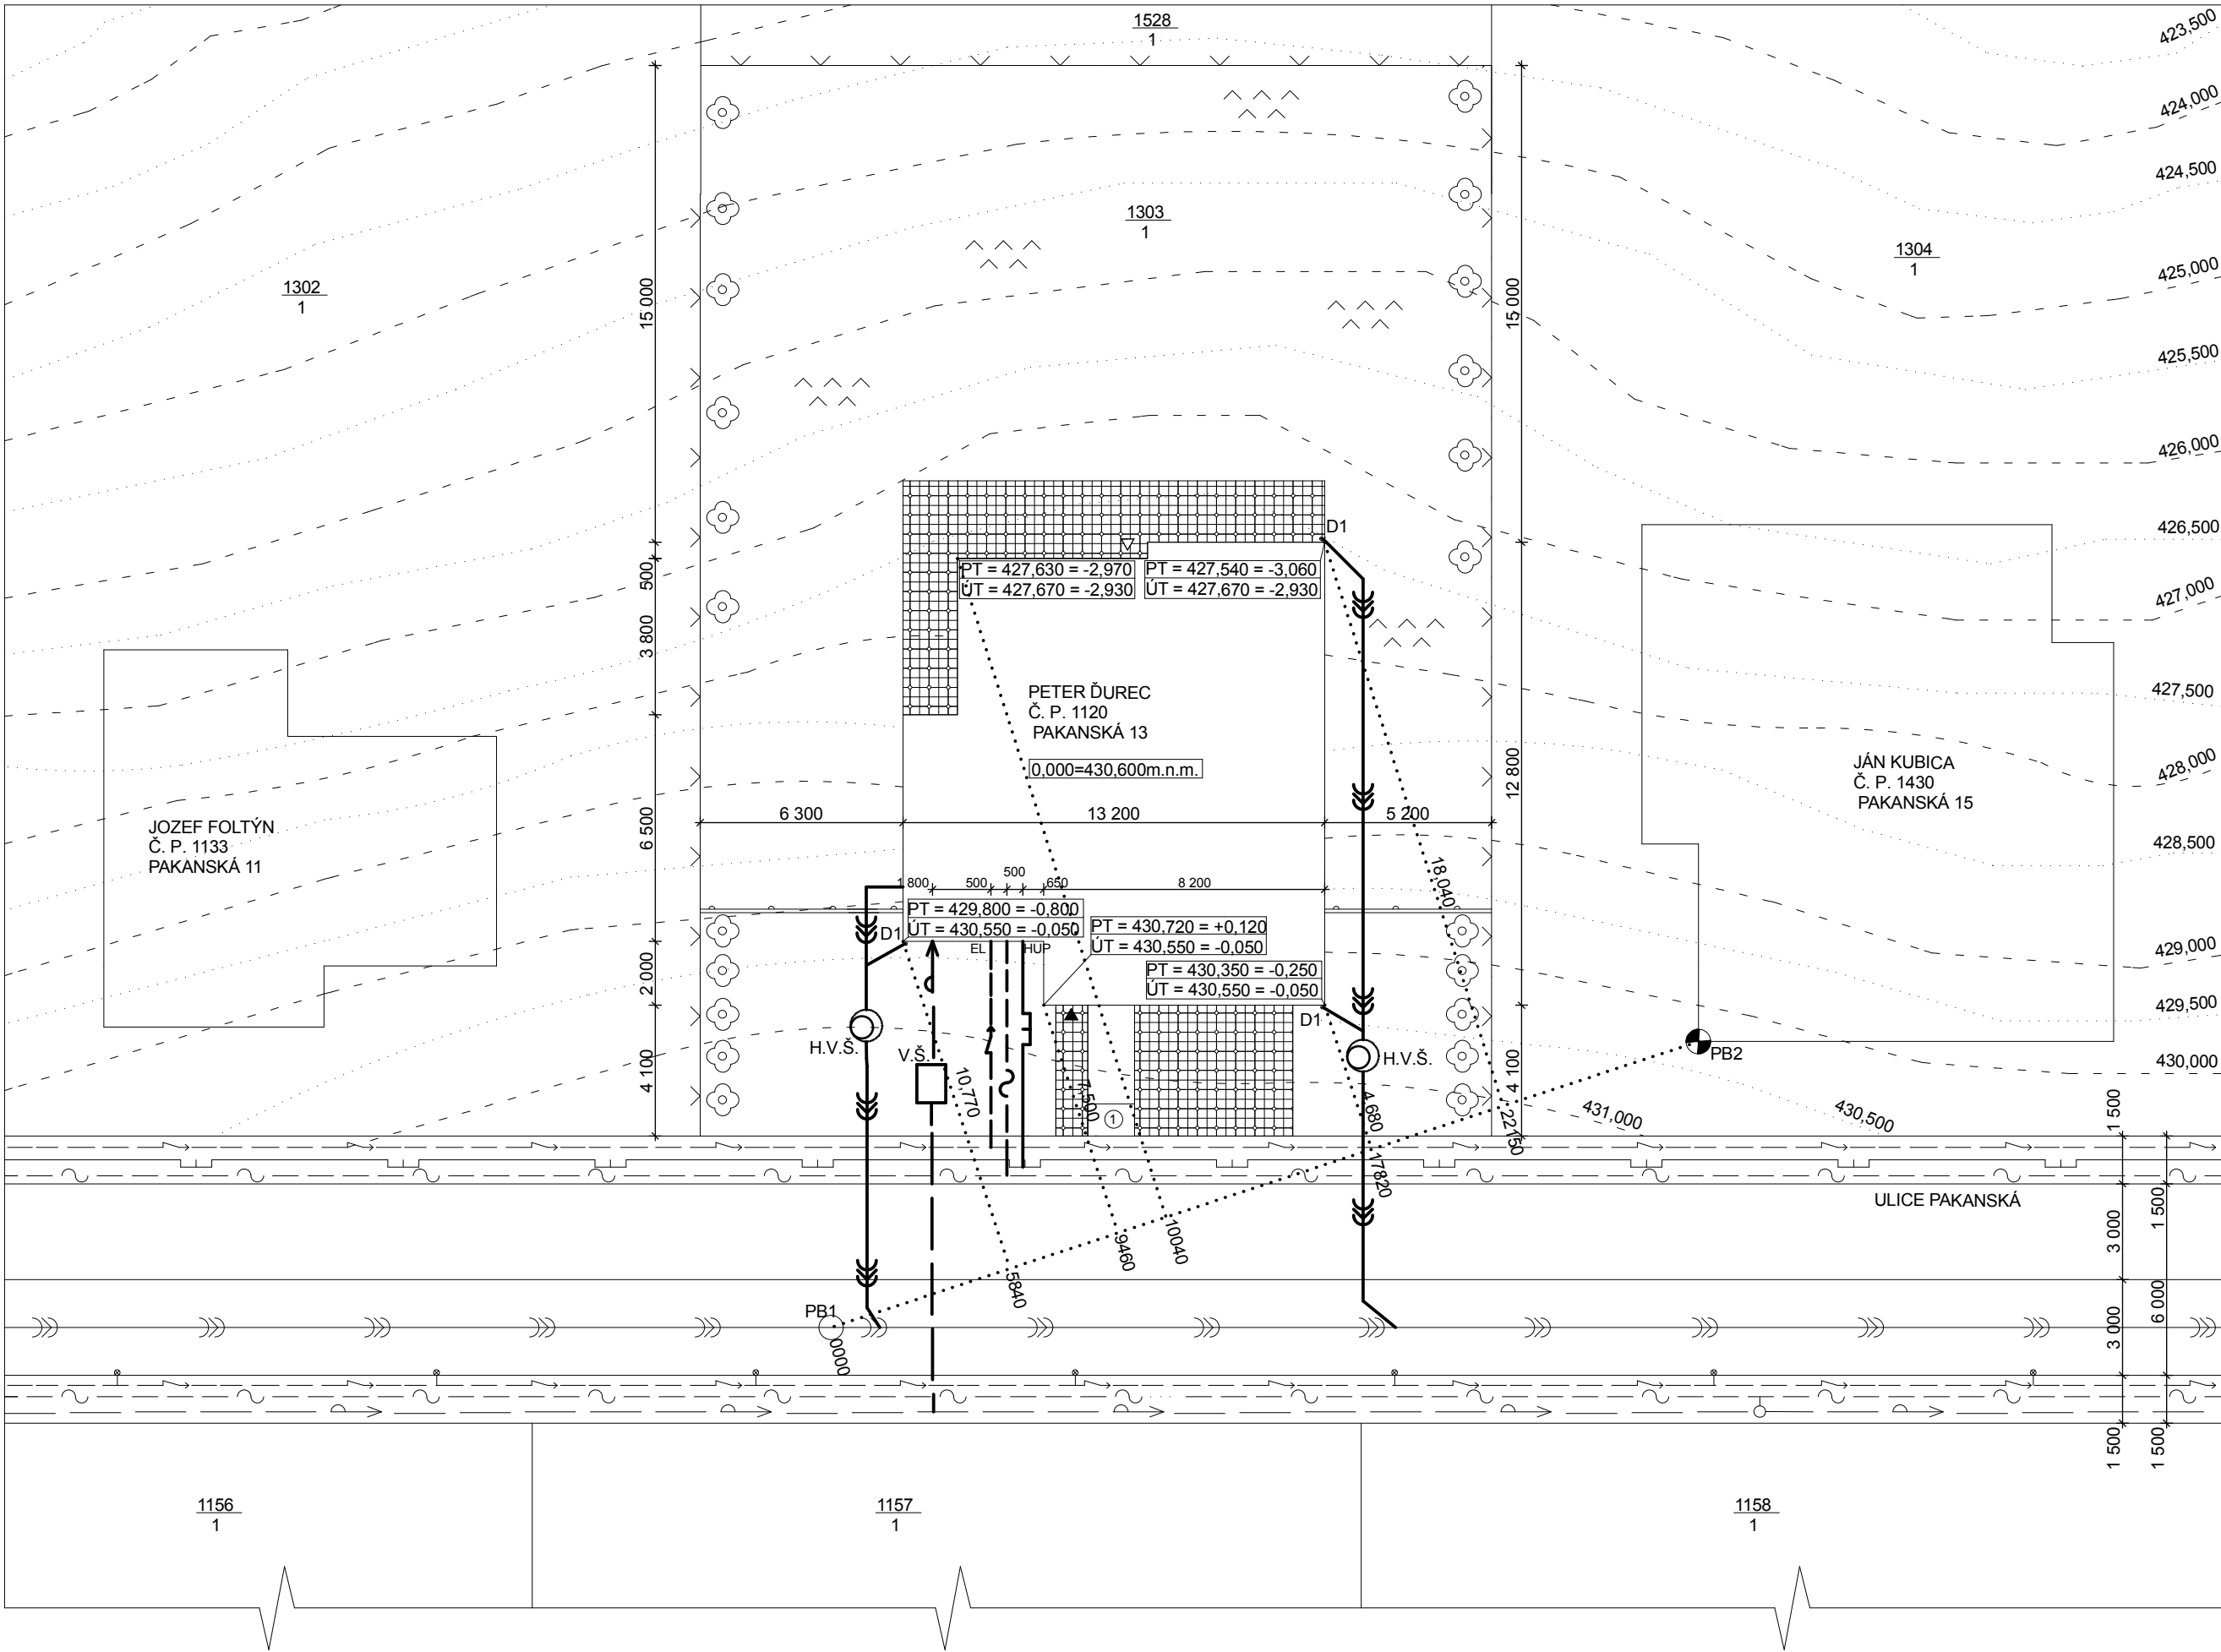 1528
1
423,500
424,000
424,500
1303
1
1304
1
425,000
1302
1
15 000
15 000
425,500
426,000
426,500
D1
500
PT = 427,630 = -2,970
ÚT = 427,670 = -2,930
PT = 427,540 = -3,060
ÚT = 427,670 = -2,930
427,000
3 800
PETER ĎUREC
Č. P. 1120
PAKANSKÁ 13
0,000=430,600m.n.m.
427,500
JÁN KUBICA
Č. P. 1430
PAKANSKÁ 15
428,000
12 800
6 300
13 200
5 200
JOZEF FOLTÝN
Č. P. 1133
PAKANSKÁ 11
6 500
428,500
18,040
1 800
500
500
650
8 200
PT = 429,800 = -0,800
ÚT = 430,550 = -0,050
D1
EL
HUP
PT = 430,720 = +0,120
ÚT = 430,550 = -0,050
PT = 430,350 = -0,250
ÚT = 430,550 = -0,050
429,000
2 000
429,500
D1
H.V.Š.
V.Š.
H.V.Š.
PB2
430,000
4 100
10,770
7,500
1
4 680
4 100
22150
431,000
430,500
1 500
17820
ULICE PAKANSKÁ
1 500
3 000
10040
9460
5840
PB1
0000
3 000
6 000
1 500
1 500
1156
1
1157
1
1158
1